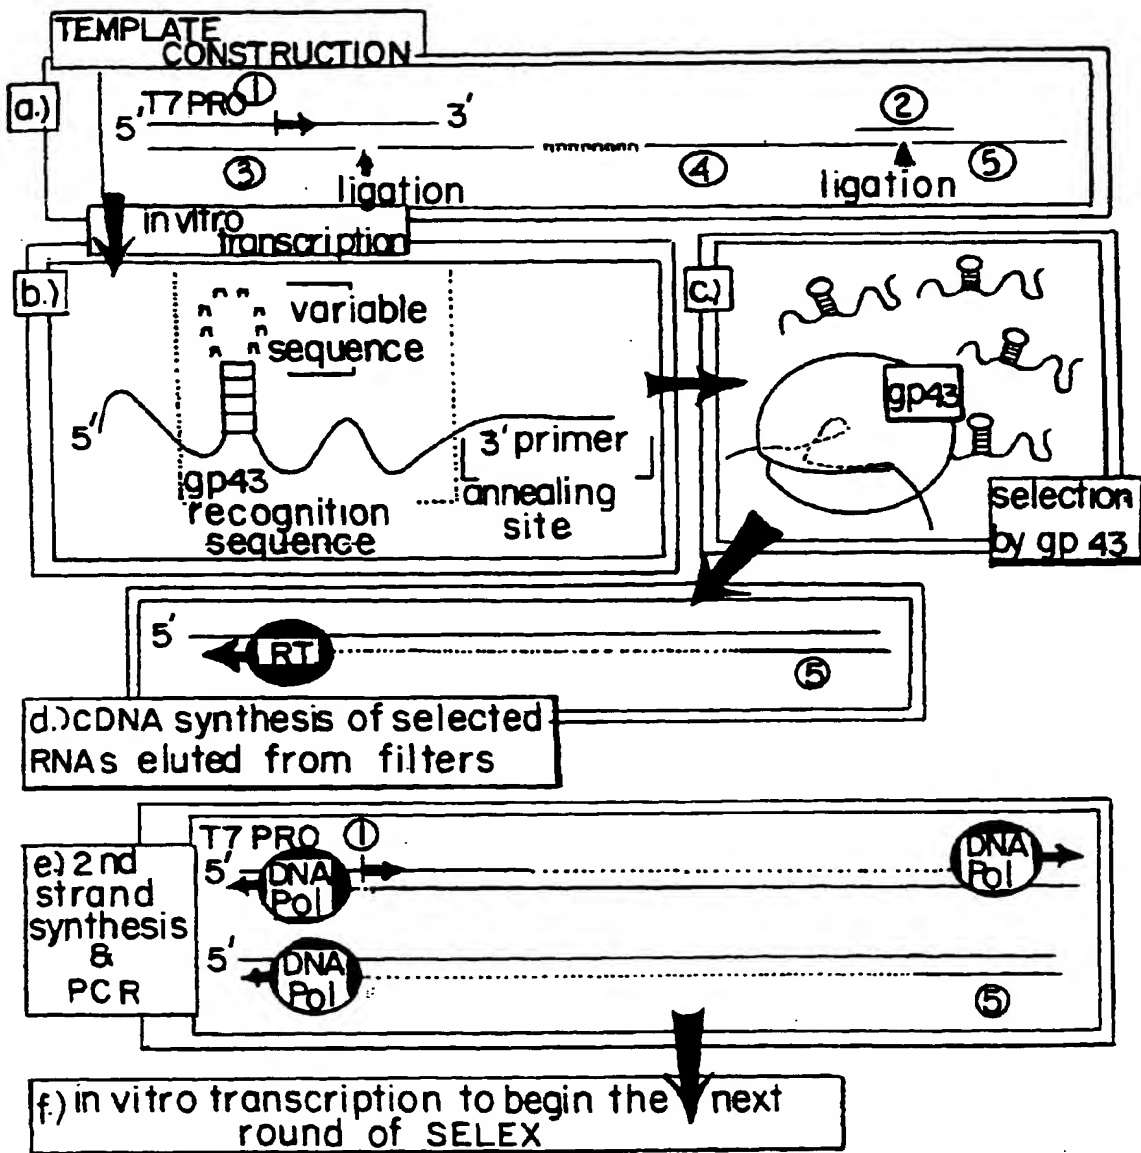 TEMPLATE
CONSTRUCTION
a.)
5' T7 PRO ① 3'
②
③ ④ ⑤
ligation ligation
in vitro
transcription
b.)
n n n n n n n n
variable
sequence
5'
gp43
recognition
sequence
3' primer
annealing
site
c.)
gp43
selection
by gp 43
5'
RT
⑤
d.) cDNA synthesis of selected
RNAs eluted from filters
e.) 2nd
strand
synthesis
&
PCR
T7 PRO ①
5' DNA
Pol
DNA
Pol
5' DNA
Pol
⑤
f.) in vitro transcription to begin the next
round of SELEX